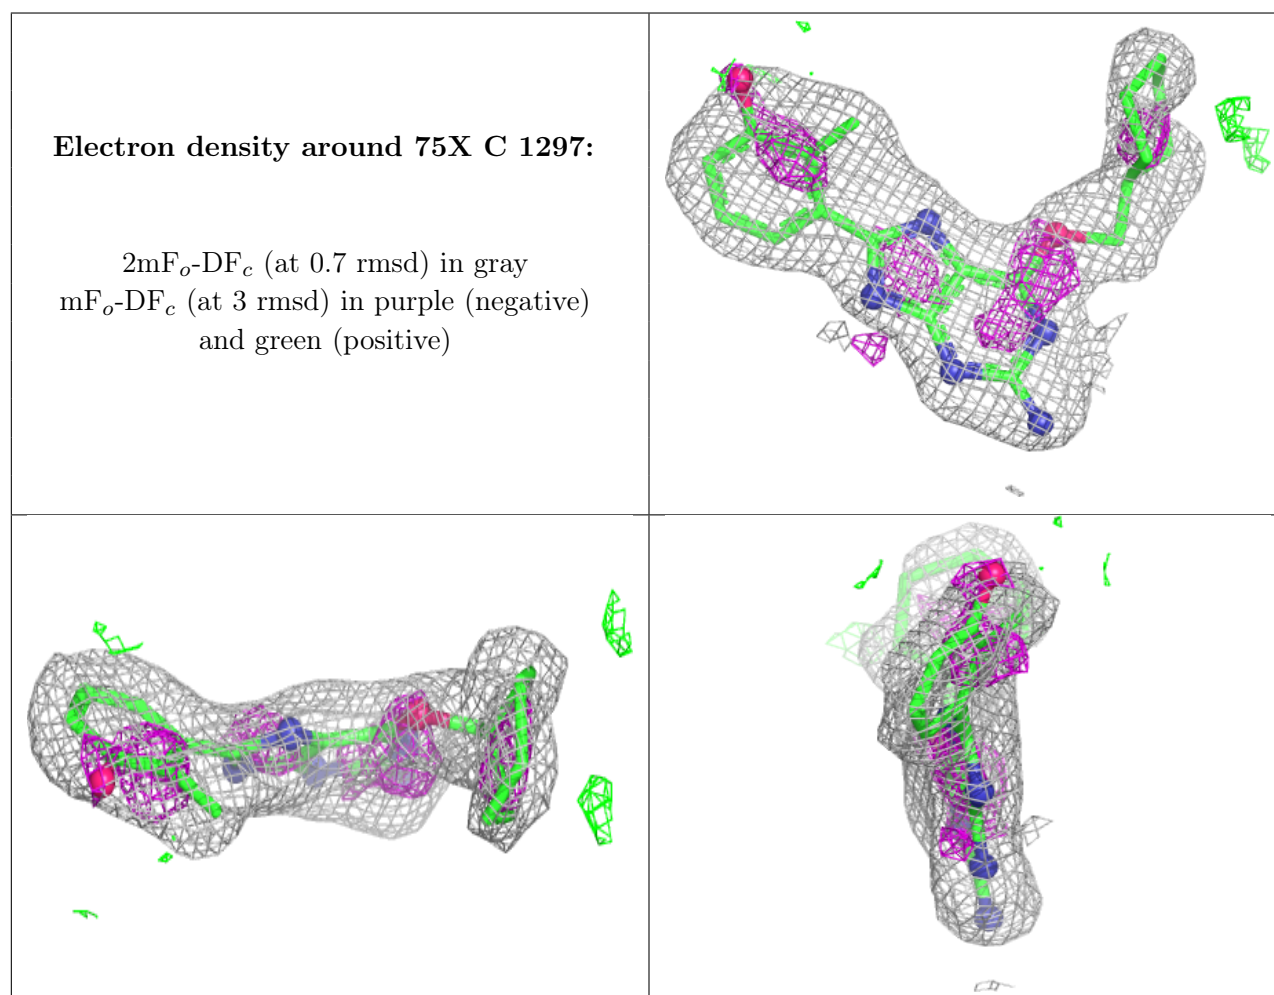 Electron density around 75X C 1297:
2mFo-DFc (at 0.7 rmsd) in gray
mFo-DFc (at 3 rmsd) in purple (negative)
and green (positive)